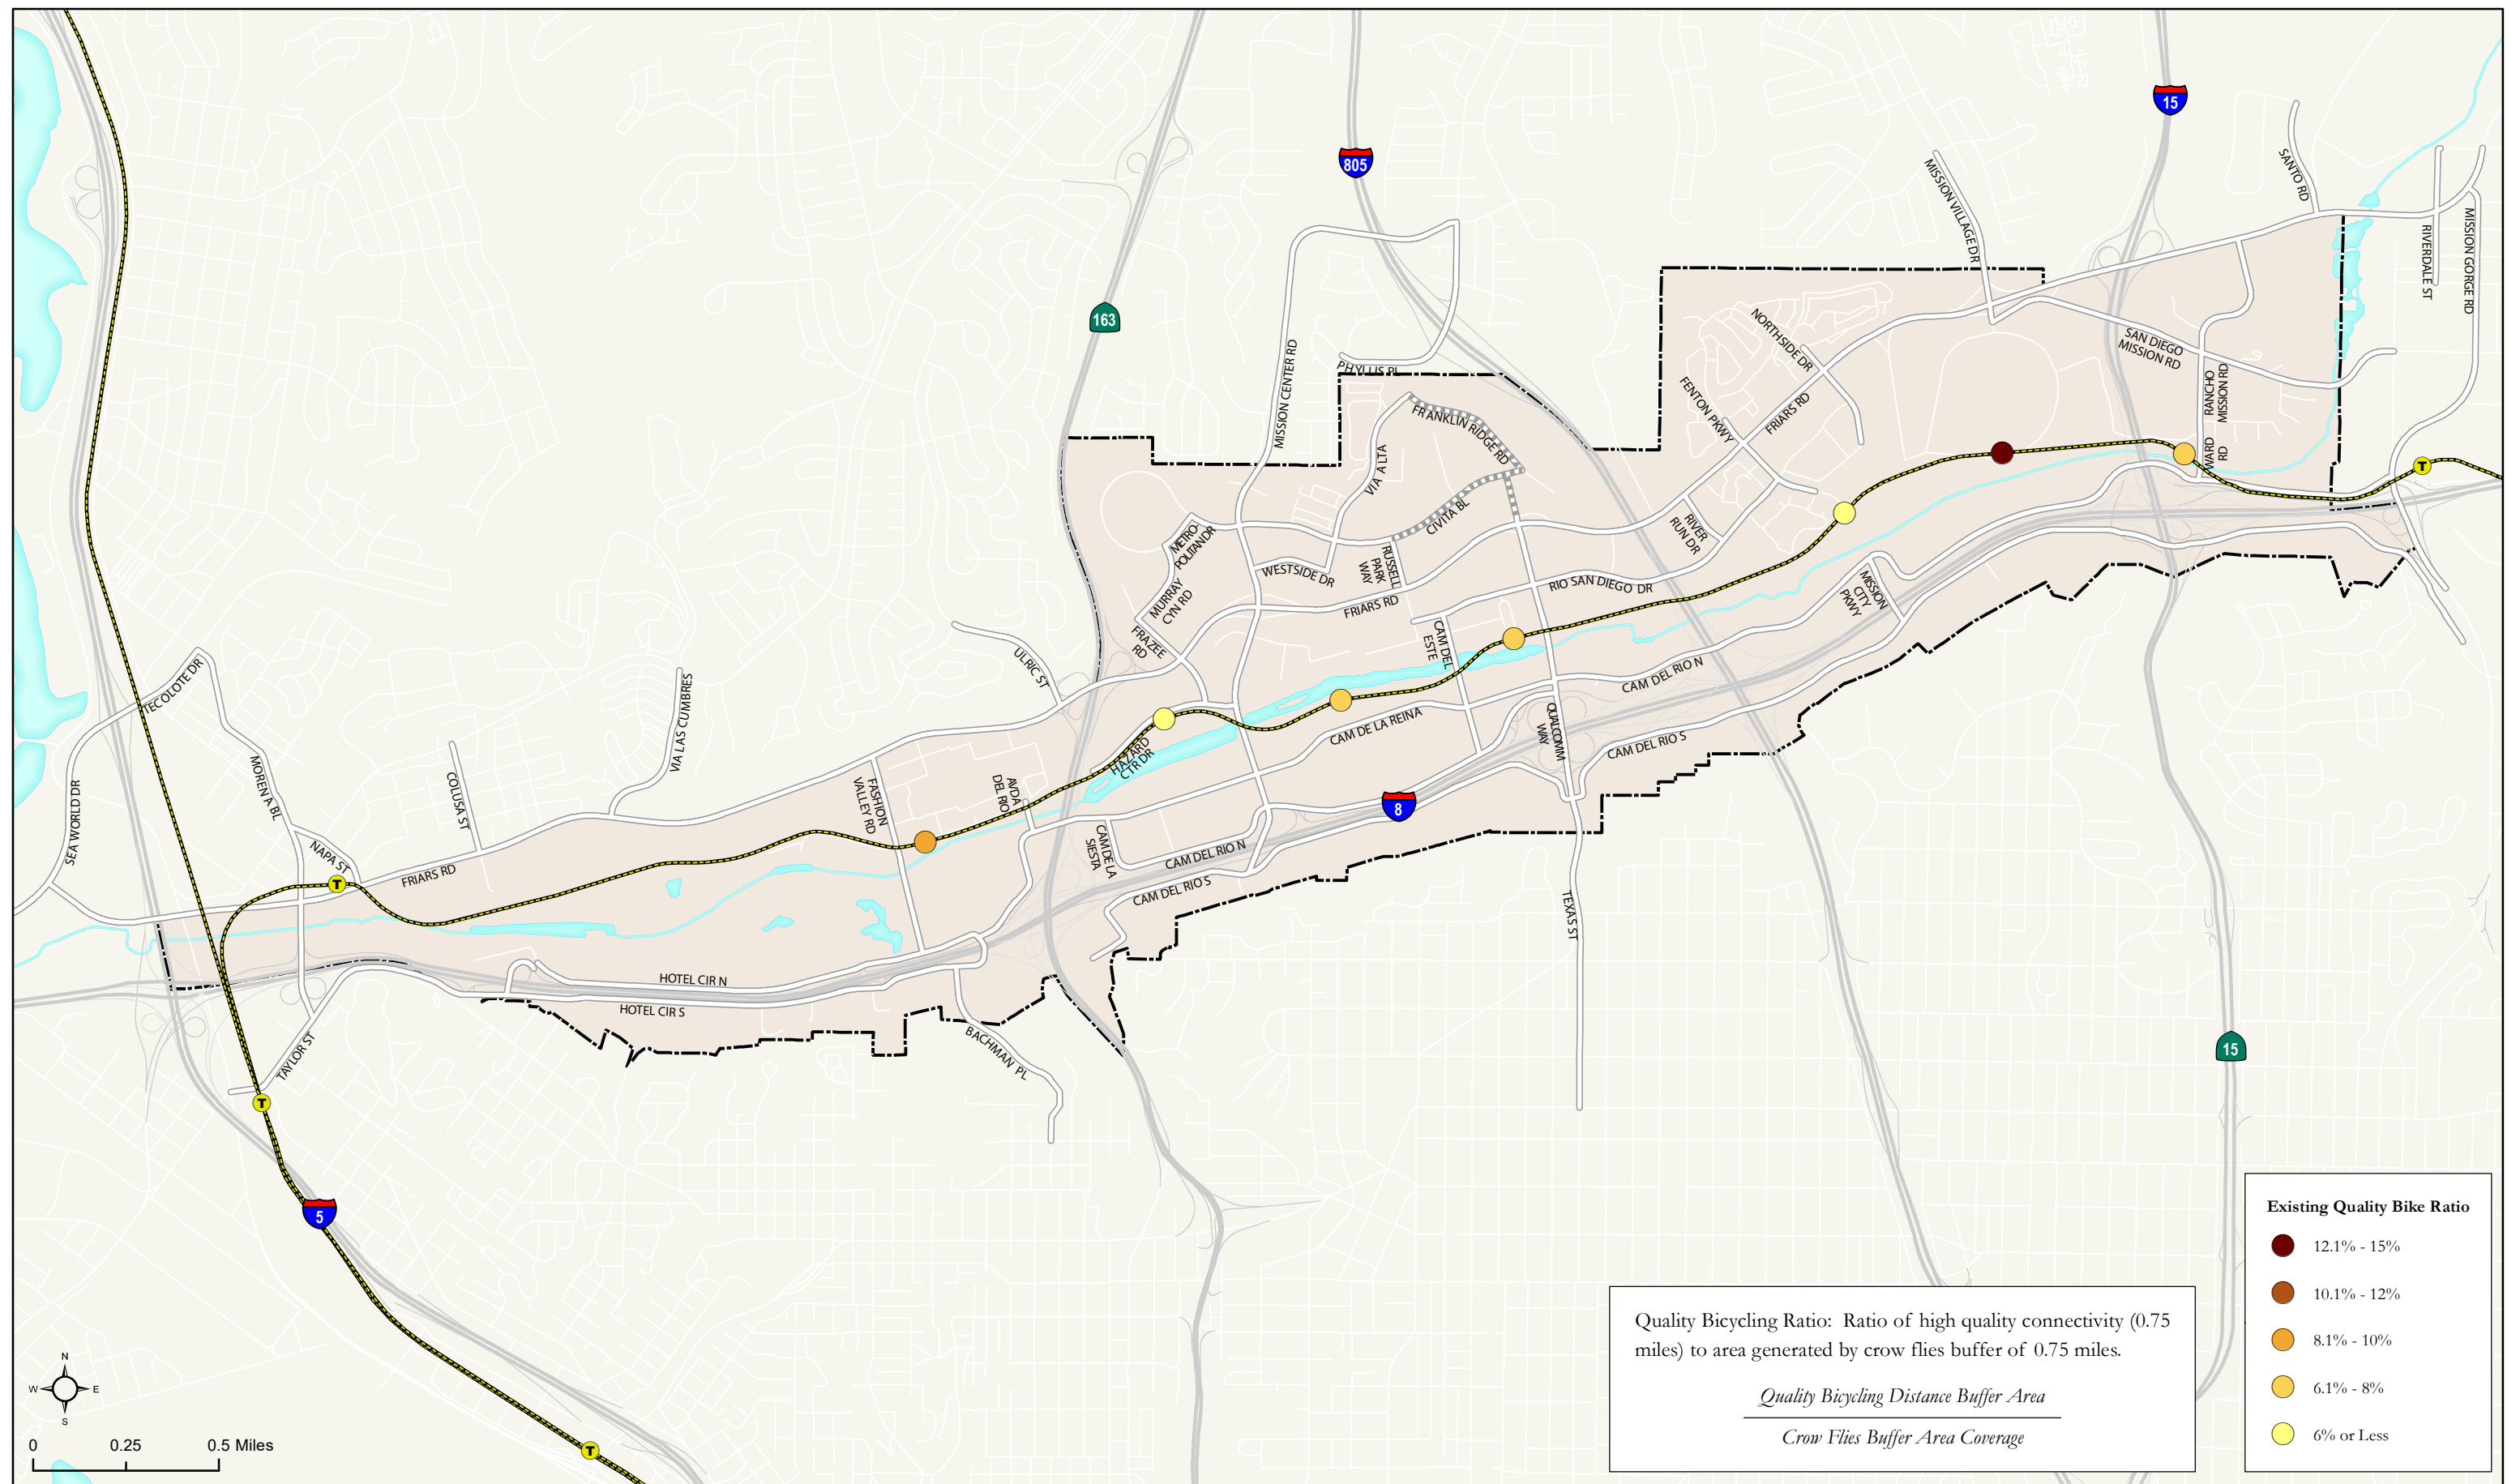 15
805
SANTO RD
MISSION VILLAGE DR
RIVERDALE ST
MISSION GORGE RD
163
NORTHSIDE DR
SAN DIEGO
MISSION RD
MISSION CENTER RD
PHYLLIS PL
FENTON PKWY
FRIARS RD
RANCHO
MISSION RD
FRANKLIN RIDGE RD
VIA ALTA
WARD
RD
CIVITA BL
RIVER
RUN DR
METRO-
POLITAN DR
WESTSIDE DR
RUSSELL
PARK
WAY
RIO SAN DIEGO DR
MISSION
CITY
PKWY
MURRAY
CYN RD
FRIARS RD
FRAZEE
RD
CAM DEL
ESTE
ULRIC ST
CAM DEL RIO N
TECOLOTE DR
VIA LAS CUMBRES
CAM DE LA REINA
QUALCOMM
WAY
CAM DEL RIO S
HAZARD
CTR DR
MORENA BL
COLUSA ST
SEA WORLD DR
FASHION
VALLEY RD
AVDA
DEL RIO
8
CAM DE LA
SIESTA
CAM DEL RIO N
NAPA ST
T
FRIARS RD
CAM DEL RIO S
TEXAS ST
T
HOTEL CIR N
HOTEL CIR S
BACHMAN PL
TAYLOR ST
15
T
5
T
Existing Quality Bike Ratio
12.1% - 15%
10.1% - 12%
8.1% - 10%
6.1% - 8%
6% or Less
Quality Bicycling Ratio: Ratio of high quality connectivity (0.75
miles) to area generated by crow flies buffer of 0.75 miles.
Quality Bicycling Distance Buffer Area
Crow Flies Buffer Area Coverage
N
W E
S
0 0.25 0.5 Miles